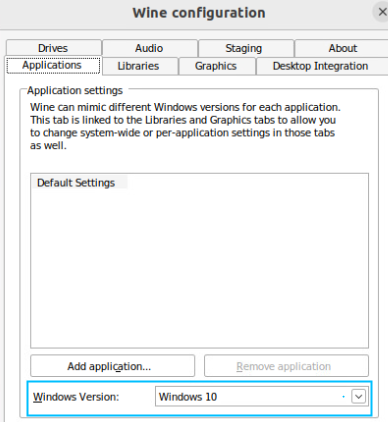 Wine configuration
Drives Audio Staging About
Applications Libraries Graphics Desktop Integration
Application settings
Wine can mimic different Windows versions for each application.
This tab is linked to the Libraries and Graphics tabs to allow you
to change system-wide or per-application settings in those tabs
as well.
Default Settings
Add application... Remove application
Windows Version: Windows 10